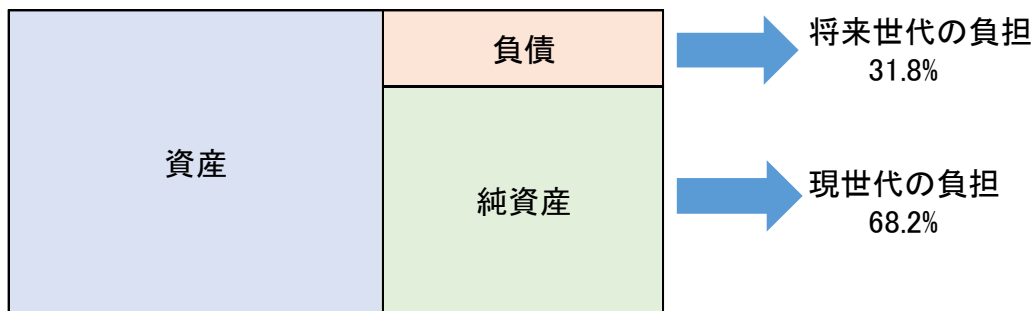 資産
負債
純資産
将来世代の負担
31.8%
現世代の負担
68.2%